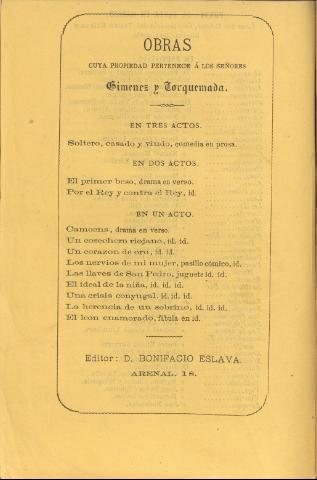 OBRAS
CUYA PROPIEDAD PERTENECE Á LOS SEÑORES
Gimenez y Torquemada.
EN TRES ACTOS.
Soltero, casado y viudo, comedia en prosa.
EN DOS ACTOS.
El primer beso, drama en verso.
Por el Rey y contra el Rey, id.
EN UN ACTO.
Camoens, drama en verso.
Un cosechero riojano, id. id.
Un corazon de oro, id. id.
Los nervios de mi mujer, pasillo cómico, id.
Las llaves de San Pedro, juguete id. id.
El ideal de la niña, id. id.
Una crisis conyugal, id. id.
La herencia de un sobrino, id. id. id.
El leon enamorado, fábula en id.
Editor: D. BONIFACIO ESLAVA.
ARENAL, 18.